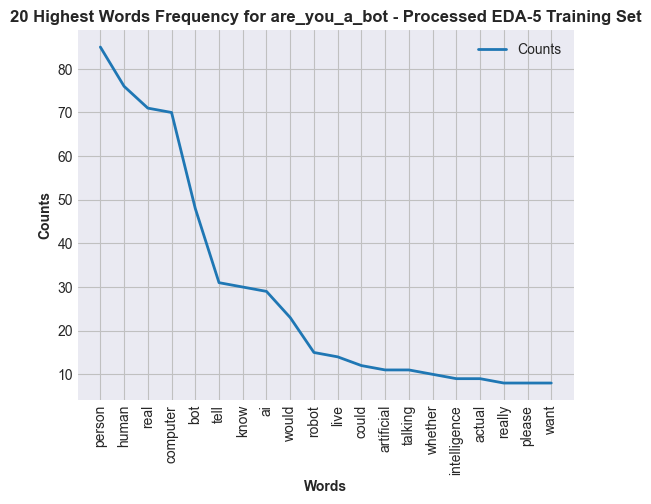 20 Highest Words Frequency for are_you_a_bot - Processed EDA-5 Training Set
Counts
80
70
60
50
40
30
20
10
Counts
person
human
real
computer
bot
tell
know
ai
would
robot
live
could
artificial
talking
whether
intelligence
actual
really
please
want
Words